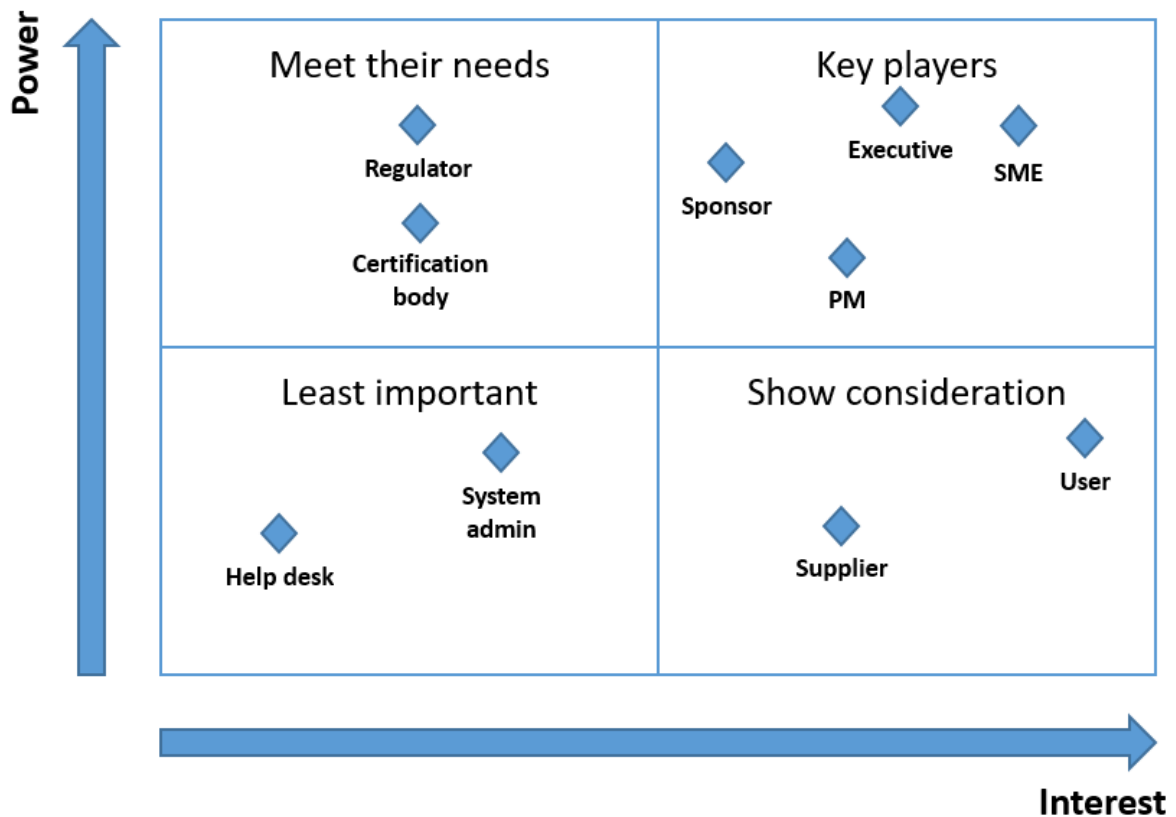 Power
Meet their needs
Regulator
Certification
body
Key players
Executive
SME
Sponsor
PM
Least important
System
admin
Help desk
Show consideration
User
Supplier
Interest